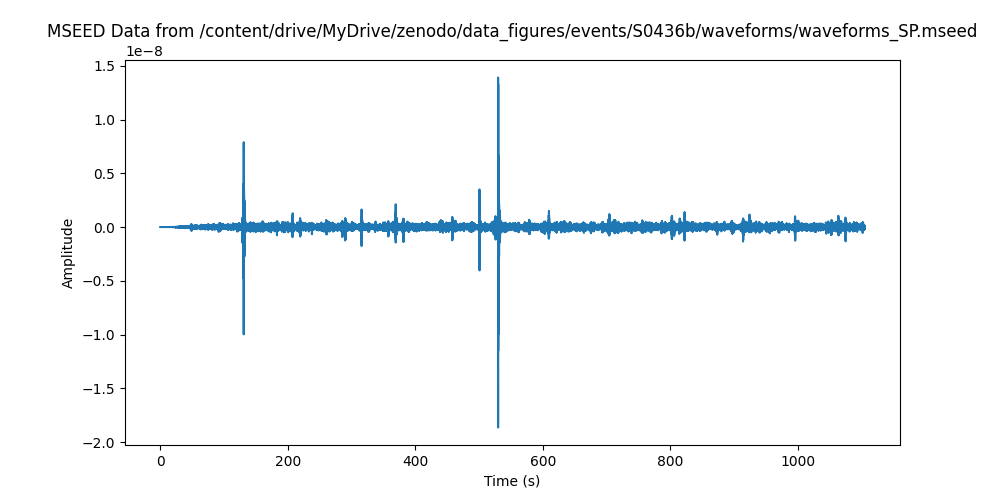 MSEED Data from /content/drive/MyDrive/zenodo/data_figures/events/S0436b/waveforms/waveforms_SP.mseed
1e−8
1.5
1.0
0.5
0.0
−0.5
−1.0
−1.5
−2.0
Amplitude
0 200 400 600 800 1000
Time (s)